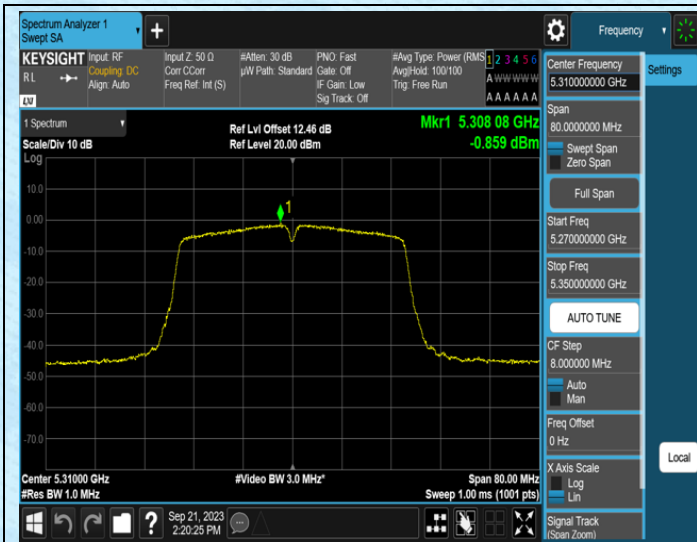 Spectrum Analyzer 1
Swept SA
Frequency
KEYSIGHT
R L
LXI
Input: RF
Coupling: DC
Align: Auto
Input Z: 50 Ω
Corr CCorr
Freq Ref: Int (S)
#Atten: 30 dB
µW Path: Standard
PNO: Fast
Gate: Off
IF Gain: Low
Sig Track: Off
#Avg Type: Power (RMS
Avg|Hold: 100/100
Trig: Free Run
1 2 3 4 5 6
A W W W W W
A A A A A A
1 Spectrum
Scale/Div 10 dB
Ref Lvl Offset 12.46 dB
Ref Level 20.00 dBm
Mkr1 5.308 08 GHz
-0.859 dBm
Log
10.0
0.00
-10.0
-20.0
-30.0
-40.0
-50.0
-60.0
-70.0
1
Center 5.31000 GHz
#Res BW 1.0 MHz
#Video BW 3.0 MHz*
Span 80.00 MHz
Sweep 1.00 ms (1001 pts)
?
Sep 21, 2023
2:20:25 PM
Center Frequency
5.310000000 GHz
Span
80.0000000 MHz
Swept Span
Zero Span
Full Span
Start Freq
5.270000000 GHz
Stop Freq
5.350000000 GHz
AUTO TUNE
CF Step
8.000000 MHz
Auto
Man
Freq Offset
0 Hz
X Axis Scale
Log
Lin
Signal Track
(Span Zoom)
Settings
Local